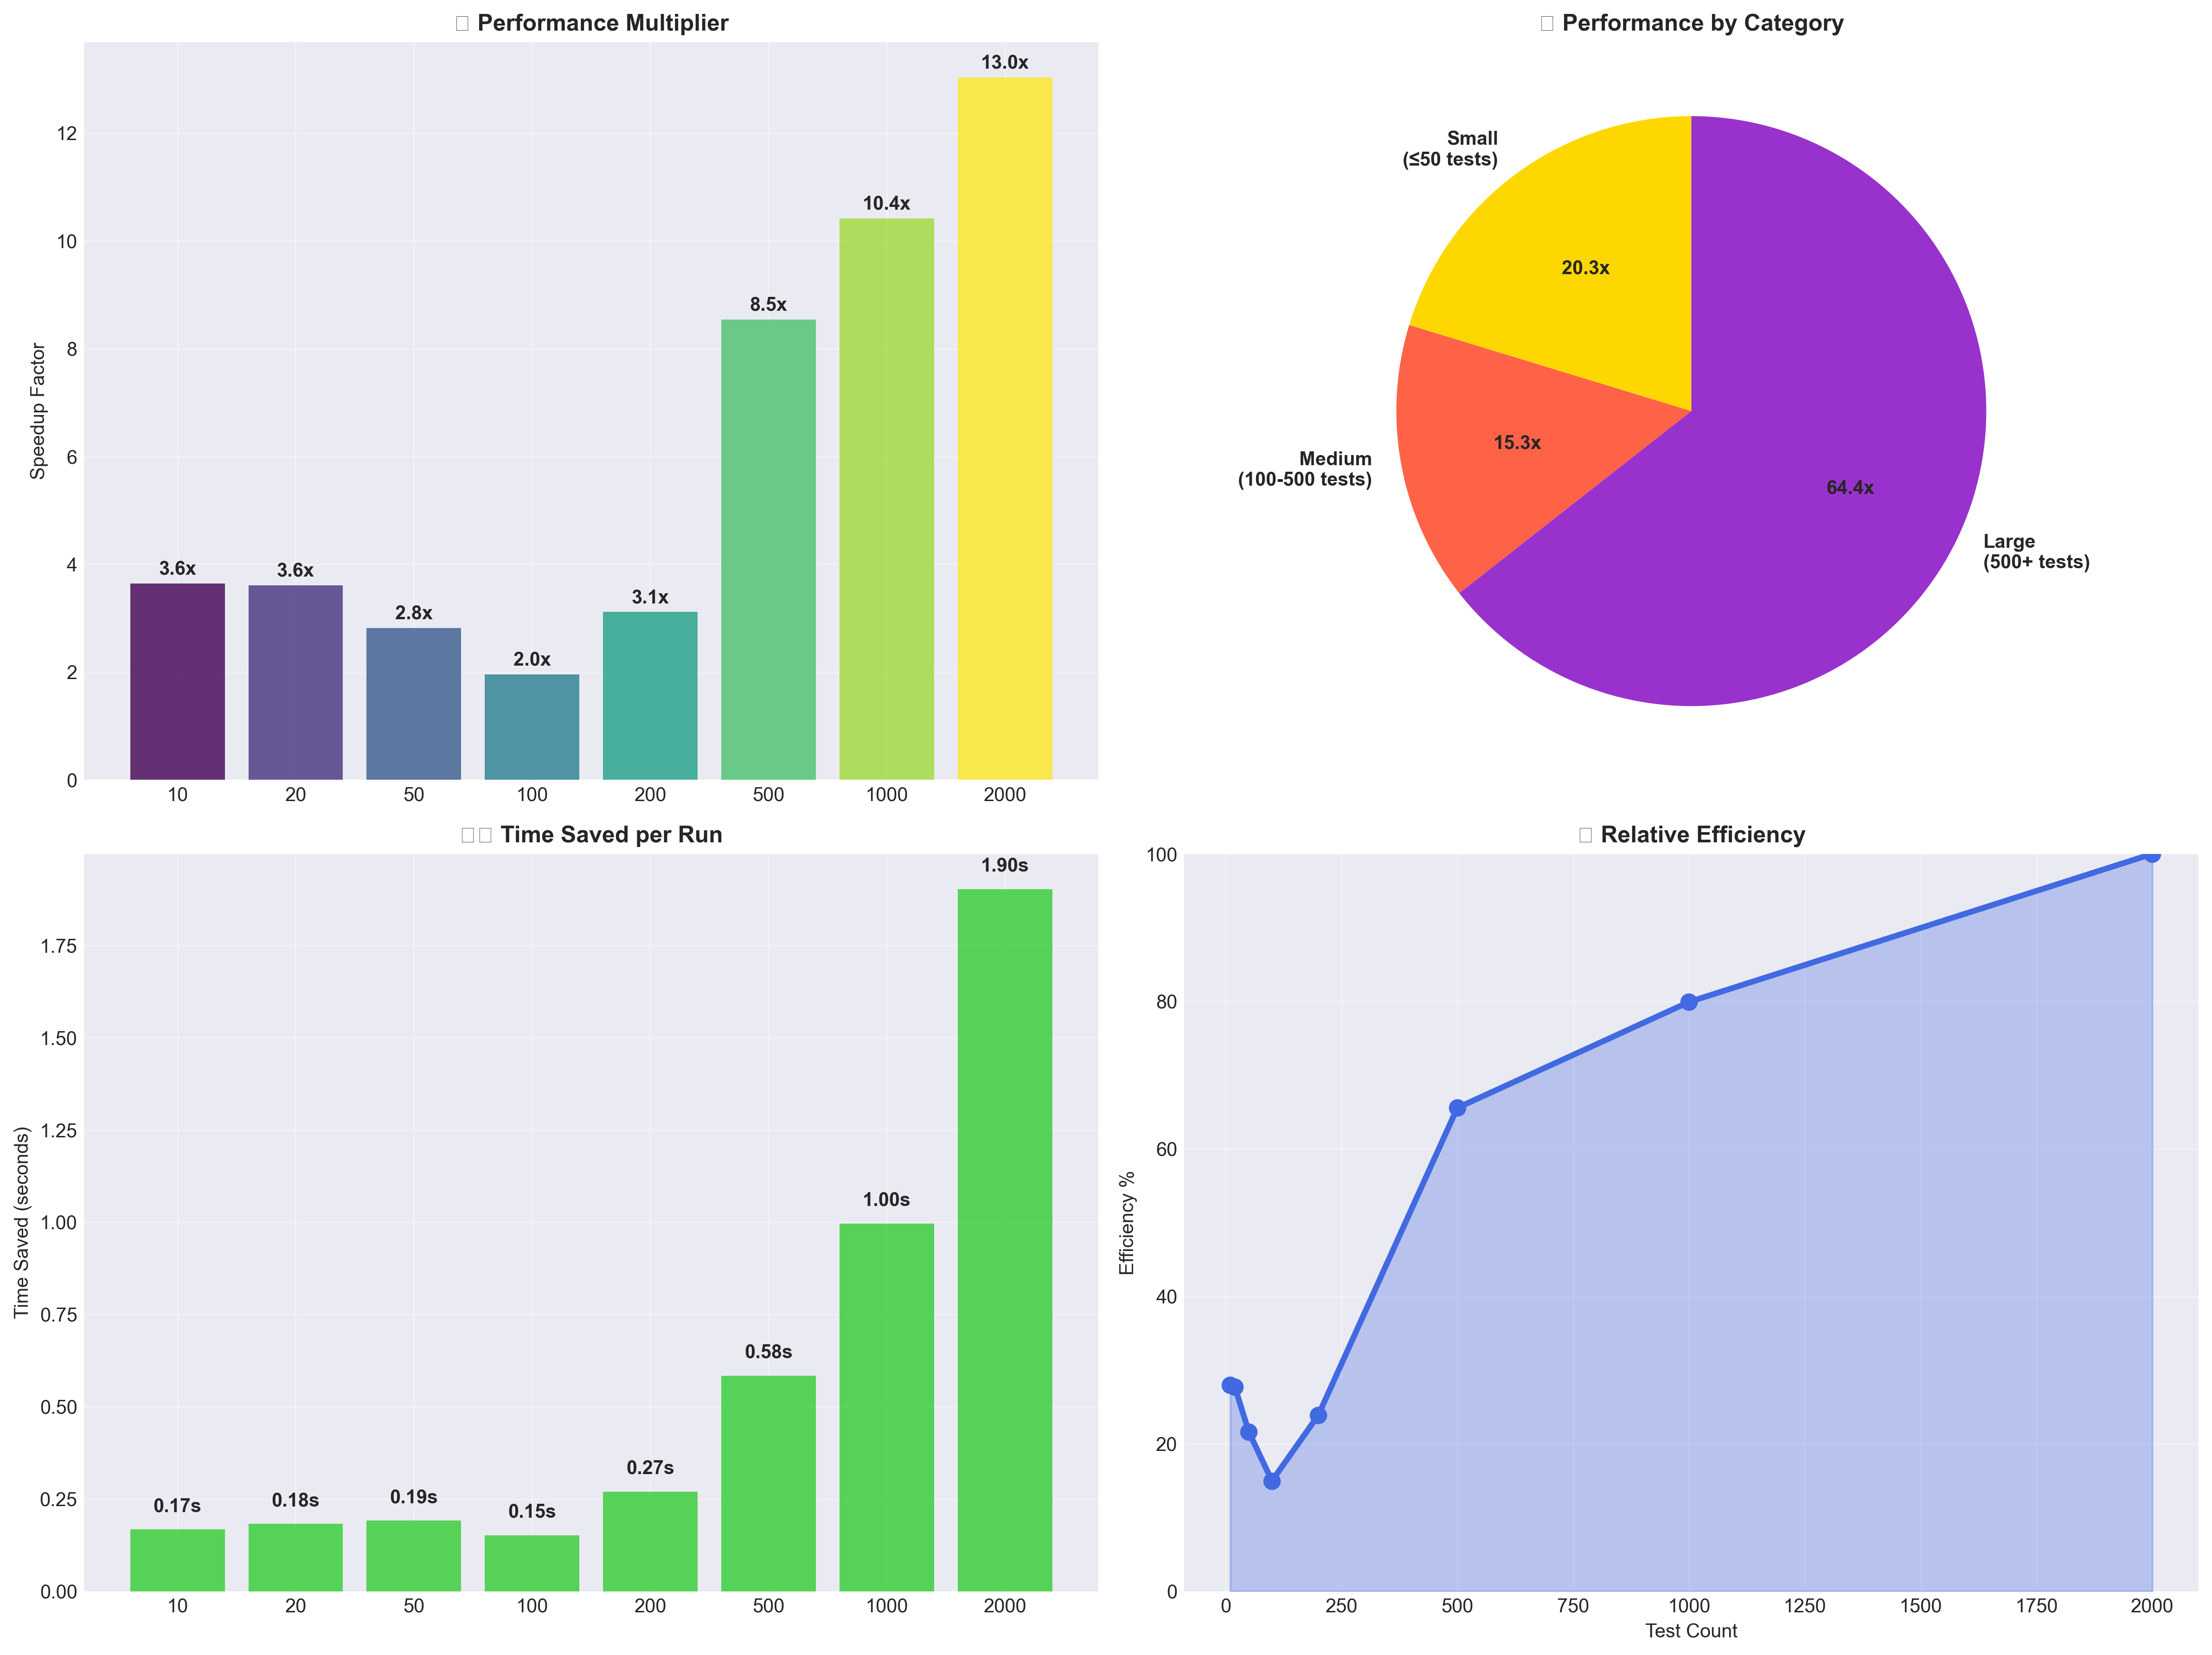 Performance Multiplier
Speedup Factor
12
10
8
6
4
2
0
3.6x
3.6x
2.8x
2.0x
3.1x
8.5x
10.4x
13.0x
10 20 50 100 200 500 1000 2000
Performance by Category
Small
(≤50 tests)
20.3x
Medium
(100-500 tests)
15.3x
64.4x
Large
(500+ tests)
Time Saved per Run
Time Saved (seconds)
1.75
1.50
1.25
1.00
0.75
0.50
0.25
0.00
0.17s
0.18s
0.19s
0.15s
0.27s
0.58s
1.00s
1.90s
10 20 50 100 200 500 1000 2000
Relative Efficiency
Efficiency %
100
80
60
40
20
0
0 250 500 750 1000 1250 1500 1750 2000
Test Count